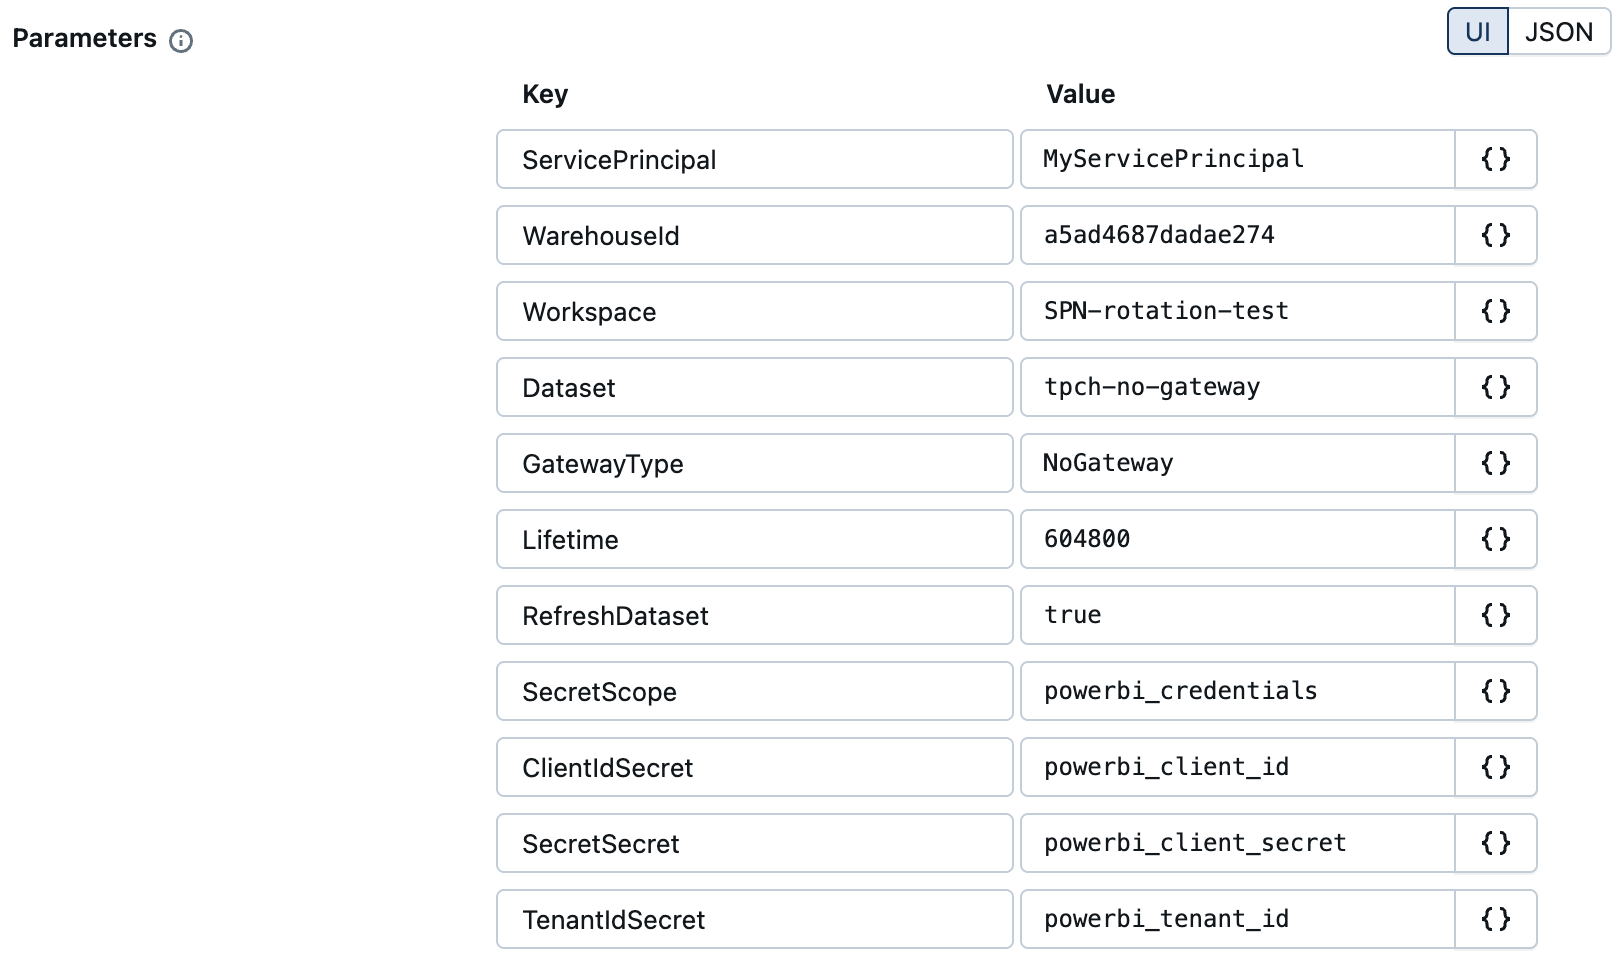 Parameters
UI JSON
Key Value
ServicePrincipal MyServicePrincipal {}
WarehouseId a5ad4687dadae274 {}
Workspace SPN-rotation-test {}
Dataset tpch-no-gateway {}
GatewayType NoGateway {}
Lifetime 604800 {}
RefreshDataset true {}
SecretScope powerbi_credentials {}
ClientIdSecret powerbi_client_id {}
SecretSecret powerbi_client_secret {}
TenantIdSecret powerbi_tenant_id {}